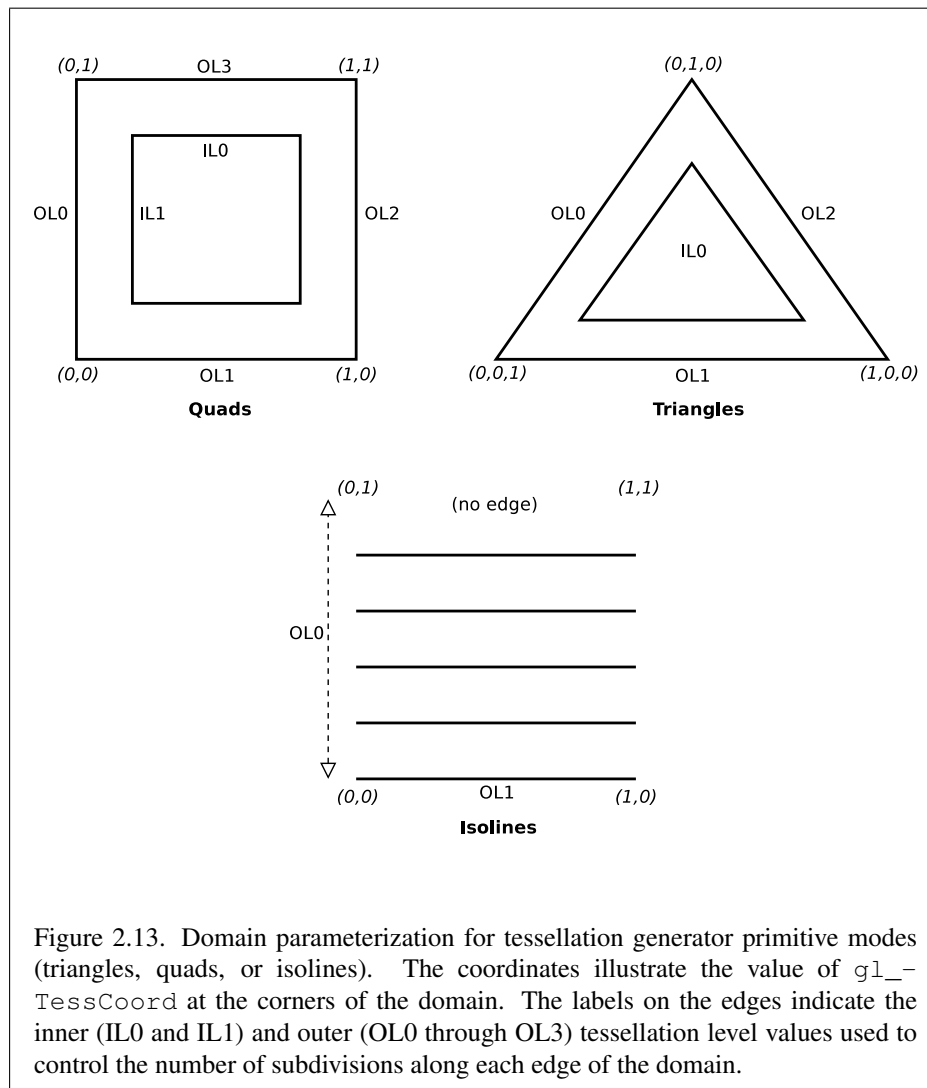 (0,1) OL3 (1,1)
IL0
OL0 IL1 OL2
(0,0) OL1 (1,0)
Quads
(0,1,0)
OL0 OL2
IL0
(0,0,1) OL1 (1,0,0)
Triangles
(0,1) (no edge) (1,1)
OL0
(0,0) OL1 (1,0)
Isolines
Figure 2.13. Domain parameterization for tessellation generator primitive modes
(triangles, quads, or isolines). The coordinates illustrate the value of gl_-
TessCoord at the corners of the domain. The labels on the edges indicate the
inner (IL0 and IL1) and outer (OL0 through OL3) tessellation level values used to
control the number of subdivisions along each edge of the domain.